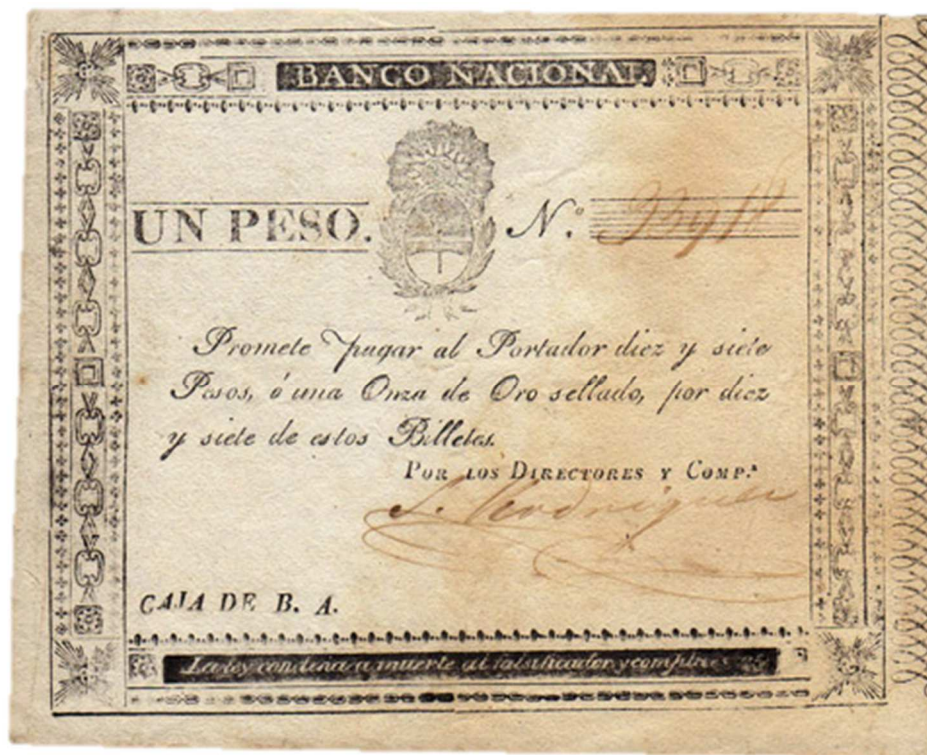 BANCO NACIONAL
UN PESO. N.º
Promete pagar al Portador diez y siete
Pesos, ó una Onza de Oro sellado, por diez
y siete de estos Billetes.
POR LOS DIRECTORES Y COMP.ª
S. Rodriguez
CAJA DE B. A.
La ley condena a muerte al falsificador y complices